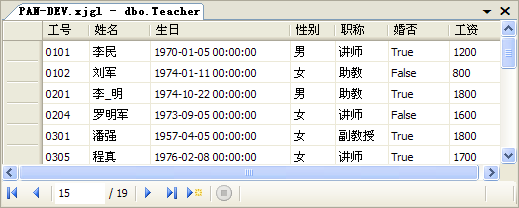 PAN-DEV.xjgl - dbo.Teacher
工号 姓名 生日 性别 职称 婚否 工资
0101 李民 1970-01-05 00:00:00 男 讲师 True 1200
0102 刘军 1974-01-11 00:00:00 女 助教 False 800
0201 李_明 1974-10-22 00:00:00 男 助教 True 1800
0204 罗明军 1973-09-05 00:00:00 女 讲师 False 1600
0301 潘强 1957-04-05 00:00:00 女 副教授 True 1800
0305 程真 1976-02-08 00:00:00 女 讲师 True 1700
15 / 19